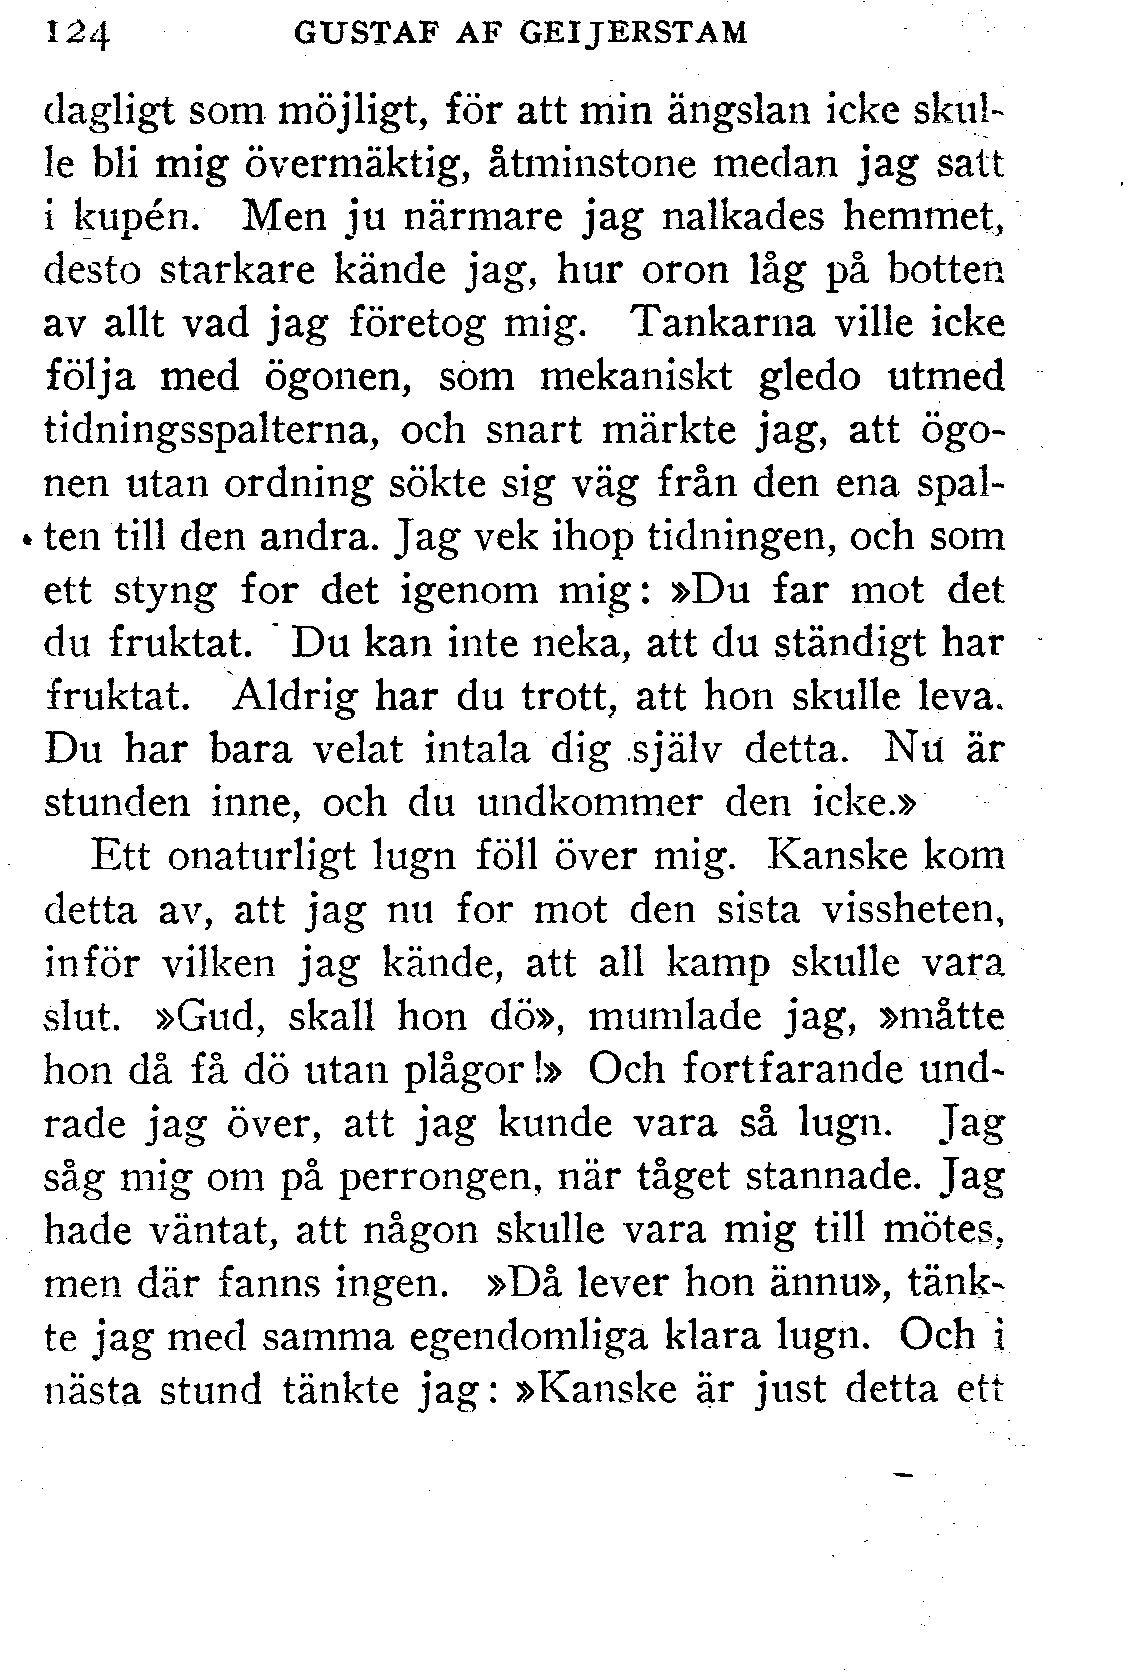 124 GUSTAF AF GEIJERSTAM
dagligt som möjligt, för att min ängslan icke skul-
le bli mig övermäktig, åtminstone medan jag satt
i kupén. Men ju närmare jag nalkades hemmet,
desto starkare kände jag, hur oron låg på botten
av allt vad jag företog mig. Tankarna ville icke
följa med ögonen, som mekaniskt gledo utmed
tidningsspalterna, och snart märkte jag, att ögo-
nen utan ordning sökte sig väg från den ena spal-
ten till den andra. Jag vek ihop tidningen, och som
ett styng for det igenom mig: »Du far mot det
du fruktat. Du kan inte neka, att du ständigt har
fruktat. Aldrig har du trott, att hon skulle leva.
Du har bara velat intala dig själv detta. Nu är
stunden inne, och du undkommer den icke.»
Ett onaturligt lugn föll över mig. Kanske kom
detta av, att jag nu for mot den sista vissheten,
inför vilken jag kände, att all kamp skulle vara
slut. »Gud, skall hon dö», mumlade jag, »måtte
hon då få dö utan plågor!» Och fortfarande und-
rade jag över, att jag kunde vara så lugn. Jag
såg mig om på perrongen, när tåget stannade. Jag
hade väntat, att någon skulle vara mig till mötes,
men där fanns ingen. »Då lever hon ännu», tänk-
te jag med samma egendomliga klara lugn. Och i
nästa stund tänkte jag: »Kanske är just detta ett